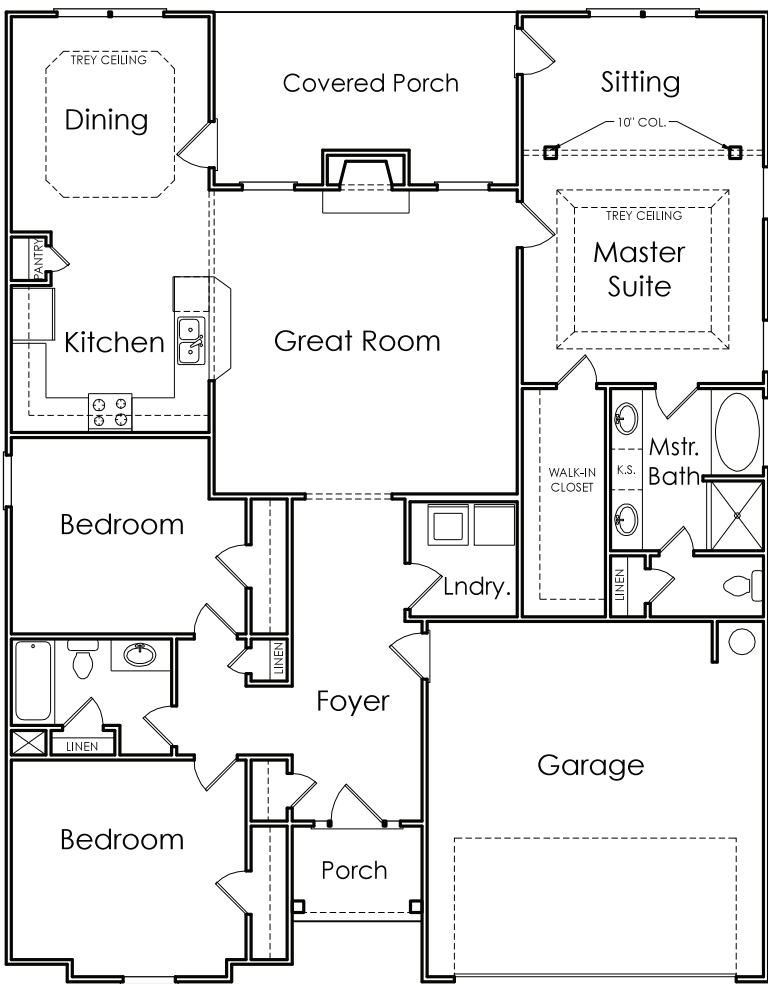 TREY CEILING
Dining
Covered Porch
Sitting
10" COL.
PANTRY
TREY CEILING
Master
Suite
Kitchen
Great Room
WALK-IN
CLOSET
K.S.
Mstr.
Bath
Bedroom
Lndry.
LINEN
LINEN
Foyer
LINEN
Garage
Bedroom
Porch